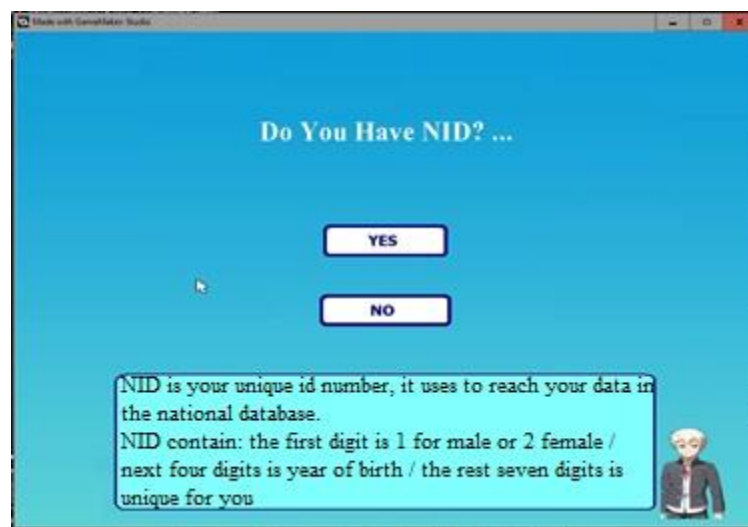 Made with GameMaker Studio
Do You Have NID? ...
YES
NO
NID is your unique id number, it uses to reach your data in
the national database.
NID contain: the first digit is 1 for male or 2 female /
next four digits is year of birth / the rest seven digits is
unique for you